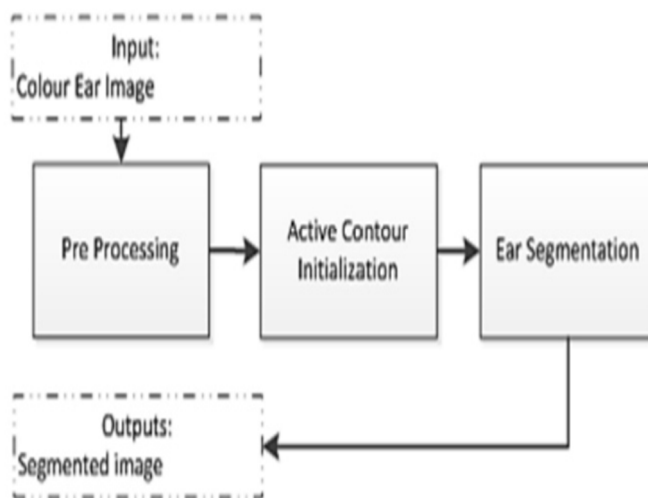 Input:
Colour Ear Image
Pre Processing
Active Contour
Initialization
Ear Segmentation
Outputs:
Segmented image